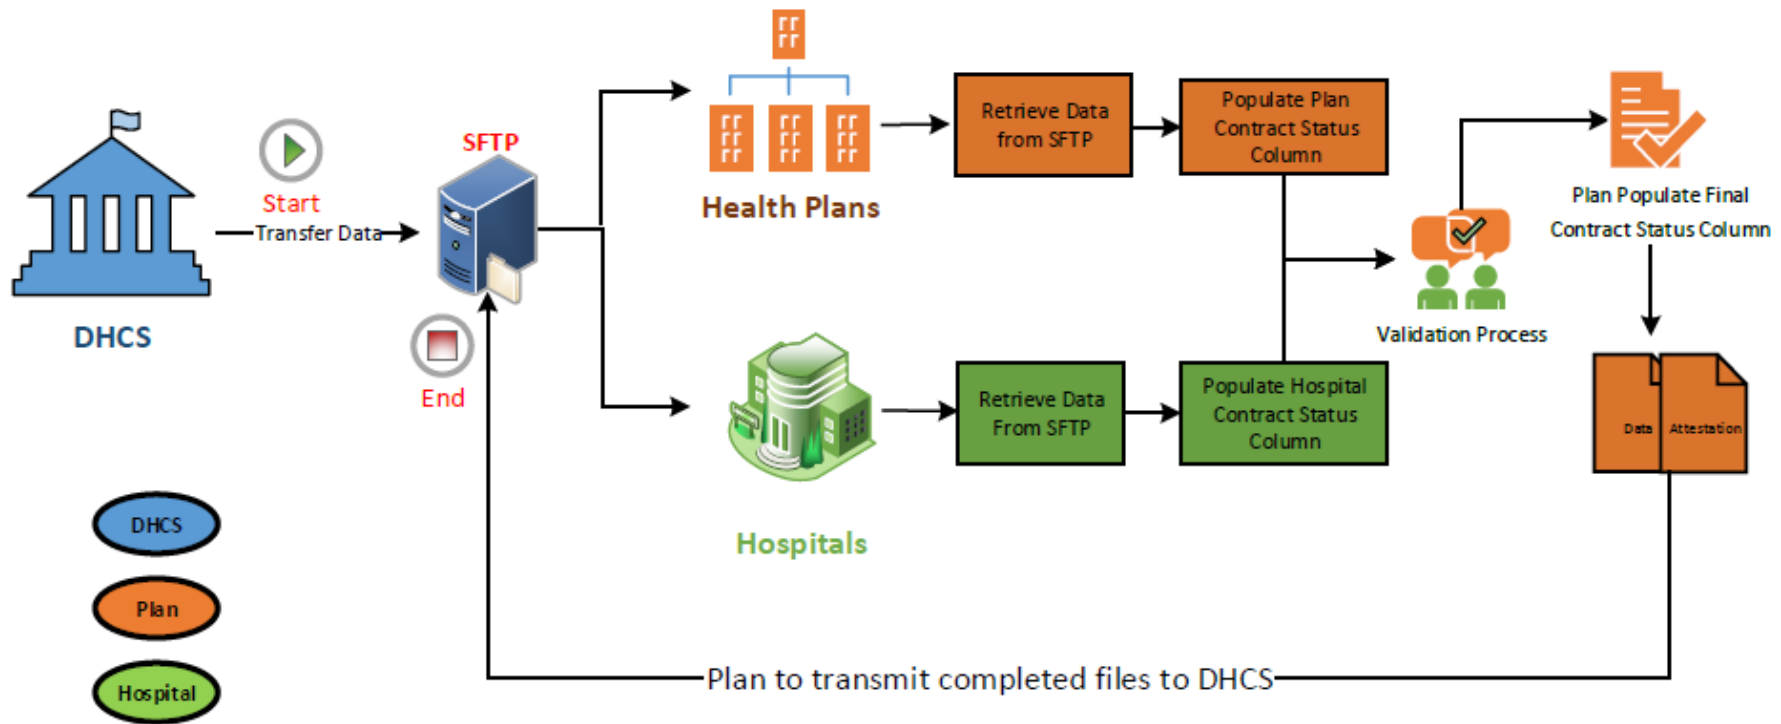 SFTP
Start
Transfer Data
DHCS
End
Health Plans
Retrieve Data
from SFTP
Populate Plan
Contract Status
Column
Plan Populate Final
Contract Status Column
Validation Process
Hospitals
Retrieve Data
From SFTP
Populate Hospital
Contract Status
Column
Data
Attestation
DHCS
Plan
Hospital
Plan to transmit completed files to DHCS